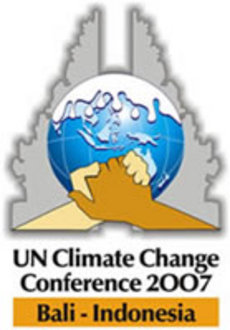 UN Climate Change
Conference 2007
Bali - Indonesia